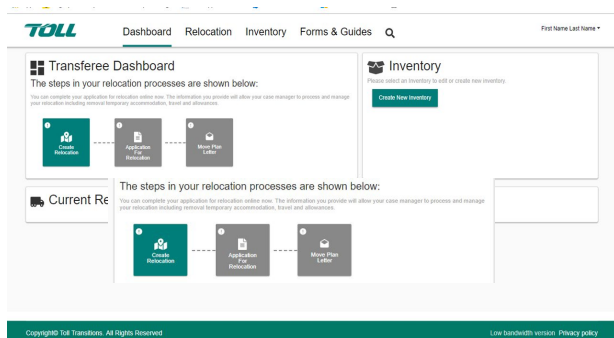 TOLL
Dashboard Relocation Inventory Forms & Guides
First Name Last Name
Transferee Dashboard
The steps in your relocation processes are shown below:
You can complete your application for relocation online now. The information you provide will allow your case manager to process and manage
your relocation including removal temporary accommodation, travel and allowances.
Create
Relocation
Application
For
Relocation
Move Plan
Letter
Inventory
Please select an inventory to edit or create new inventory.
Create New Inventory
Current Re
The steps in your relocation processes are shown below:
You can complete your application for relocation online now. The information you provide will allow your case manager to process and manage
your relocation including removal temporary accommodation, travel and allowances.
Create
Relocation
Application
For
Relocation
Move Plan
Letter
Copyright© Toll Transitions. All Rights Reserved
Low bandwidth version Privacy policy